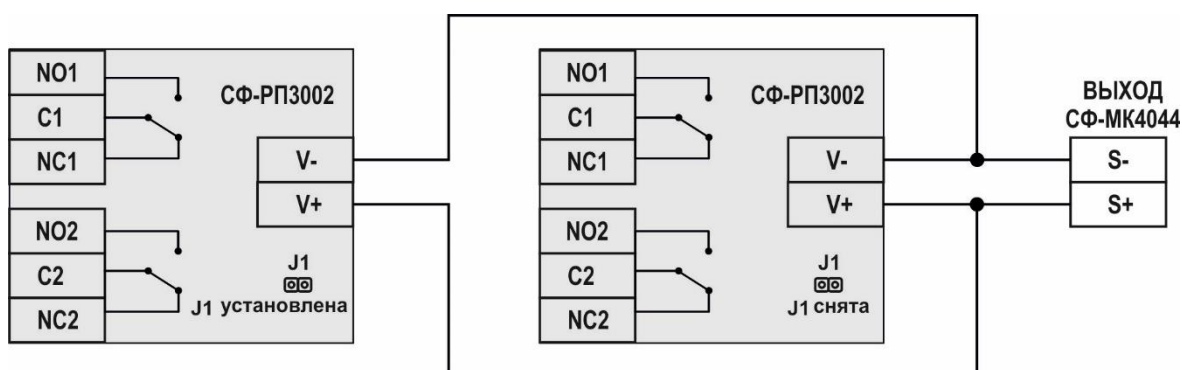 NO1
C1
NC1
NO2
C2
NC2
СФ-РП3002
V-
V+
J1
J1 установлена
NO1
C1
NC1
NO2
C2
NC2
СФ-РП3002
V-
V+
J1
J1 снята
ВЫХОД
СФ-МК4044
S-
S+